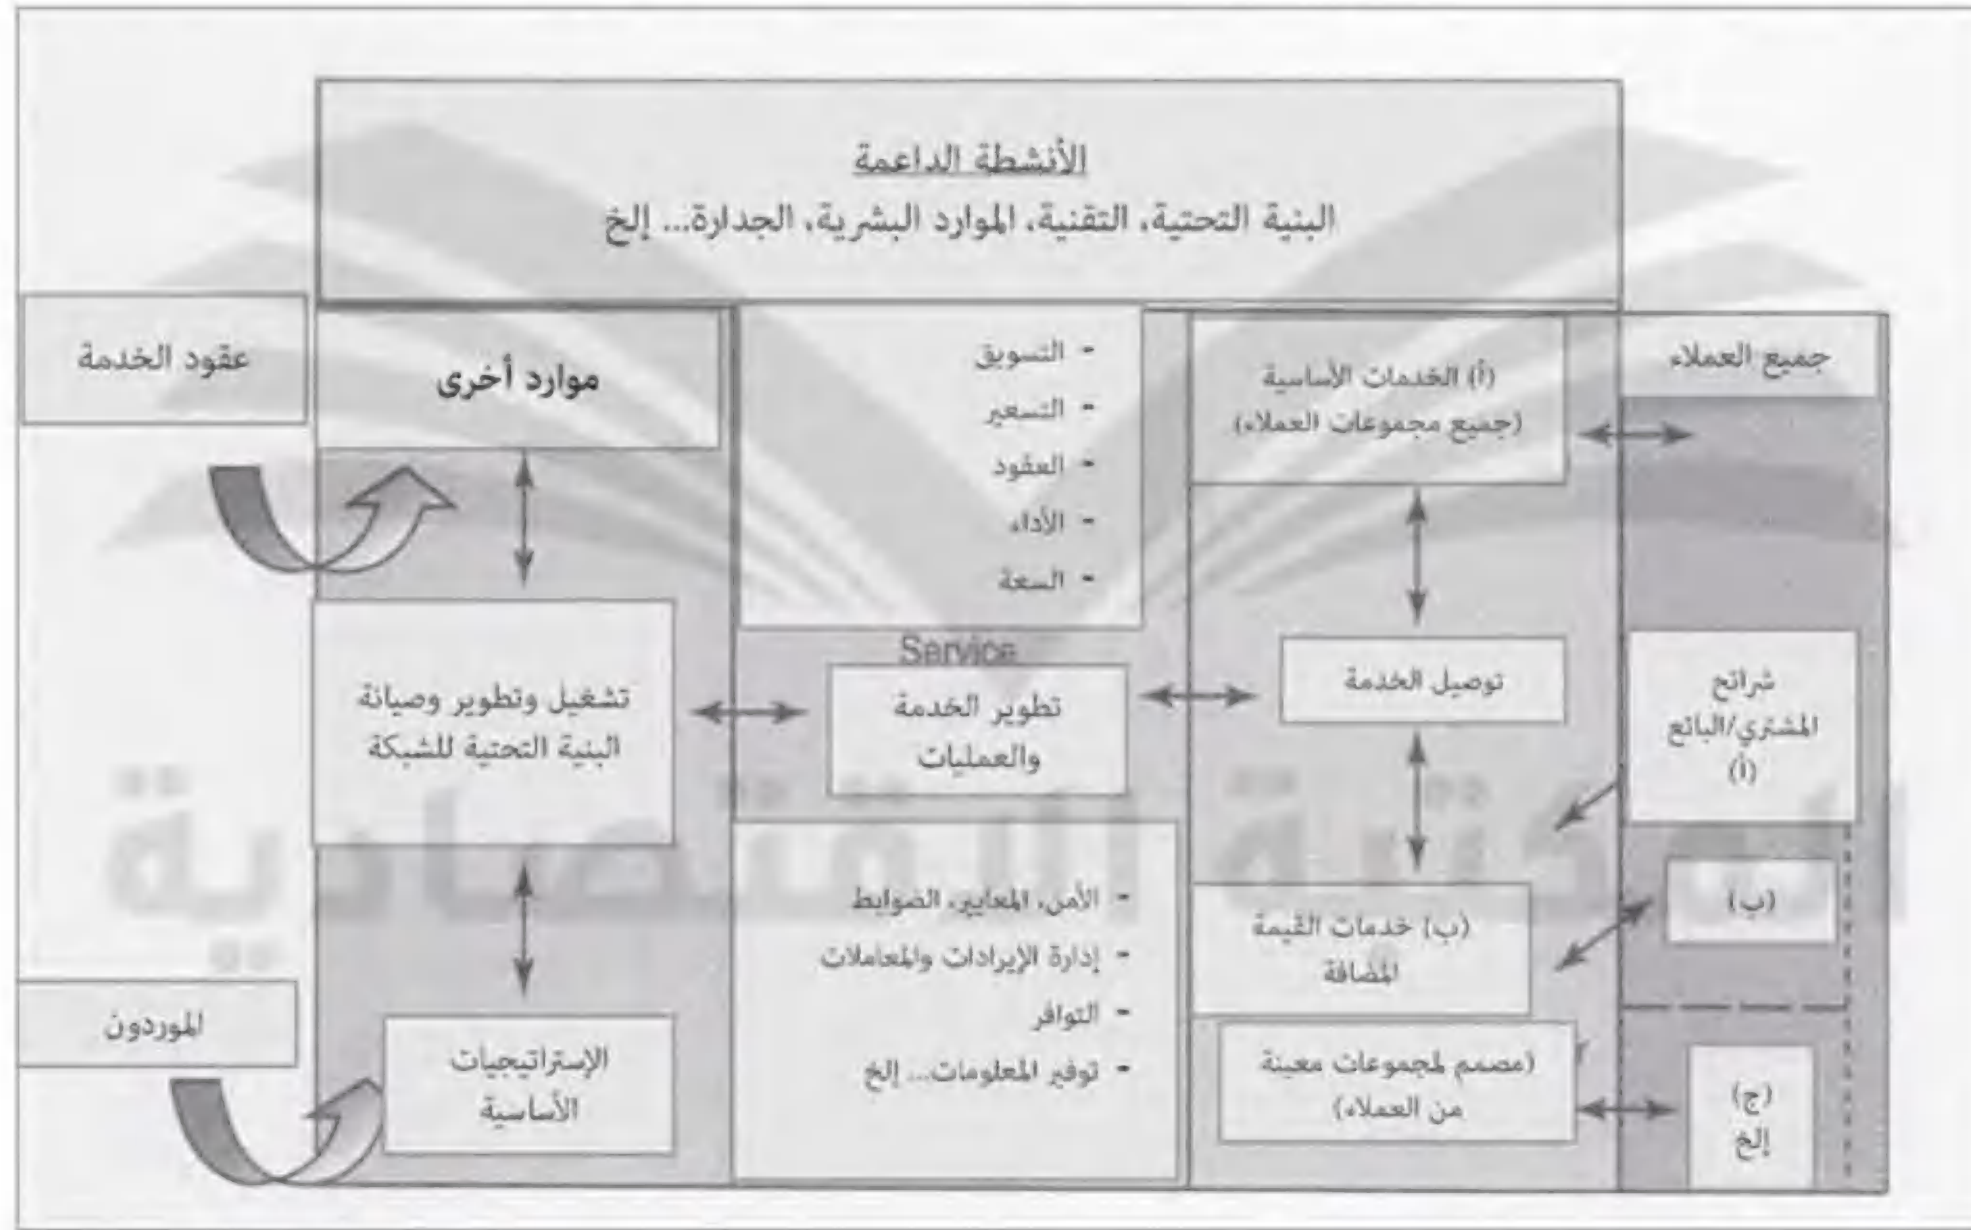 الأنشطة الداعمة
البنية التحتية، التقنية، الموارد البشرية، الجدارة... إلخ
جميع العملاء
(أ) الخدمات الأساسية
(جميع مجموعات العملاء)
- التسويق
- التسعير
- العقود
- الأداء
- السعة
موارد أخرى
عقود الخدمة
Service
شرائح
المشتري/البائع
(أ)
توصيل الخدمة
تطوير الخدمة
والعمليات
تشغيل وتطوير وصيانة
البنية التحتية للشبكة
(ب)
(ب) خدمات القيمة
المضافة
- الأمن، المعايير، الضوابط
- إدارة الإيرادات والمعاملات
- التوافر
- توفير المعلومات... إلخ
(ج)
إلخ
(مصمم لمجموعات معينة
من العملاء)
الإستراتيجيات
الأساسية
الموردون
المكتبة الاقتصادية